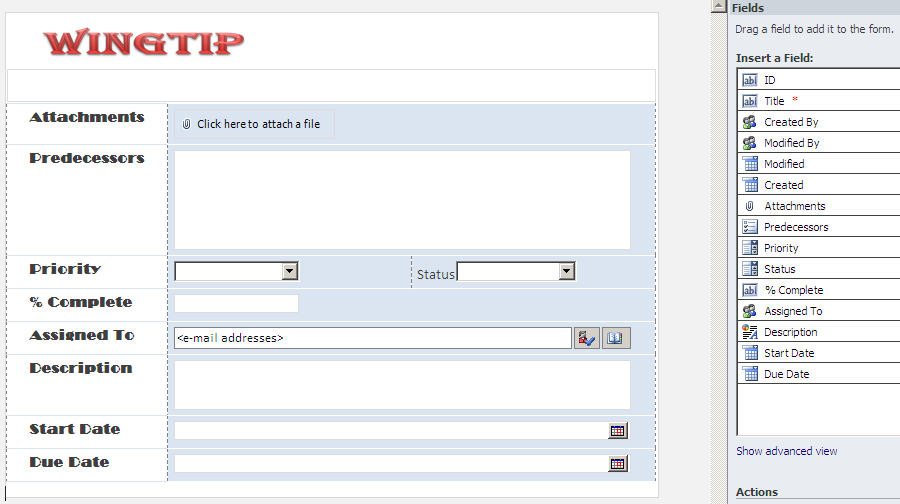 WINGTIP
Attachments
Click here to attach a file
Predecessors
Priority
Status
% Complete
Assigned To
<e-mail addresses>
Description
Start Date
Due Date
Fields
Drag a field to add it to the form.
Insert a Field:
ID
Title *
Created By
Modified By
Modified
Created
Attachments
Predecessors
Priority
Status
% Complete
Assigned To
Description
Start Date
Due Date
Show advanced view
Actions